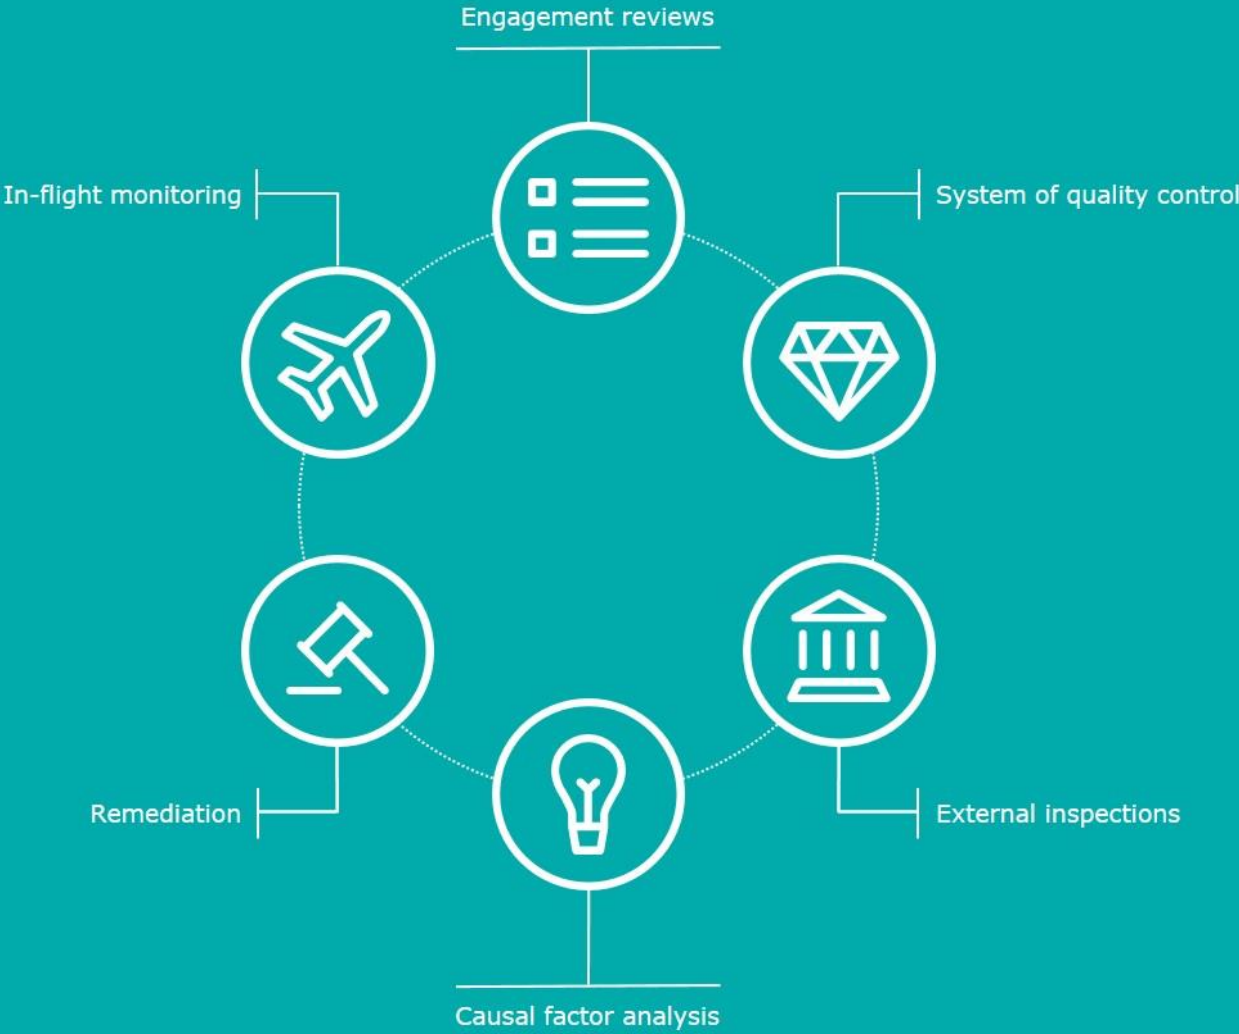 Engagement reviews
In-flight monitoring
System of quality control
Remediation
External inspections
Causal factor analysis